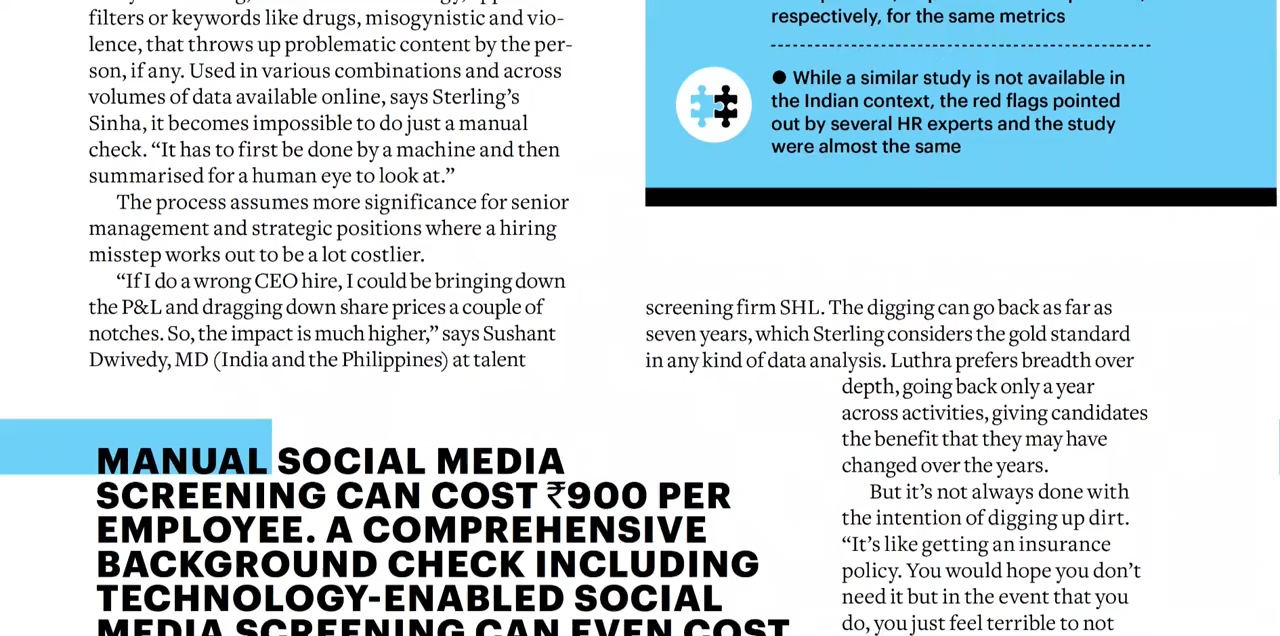 filters or keywords like drugs, misogynistic and vio-
lence, that throws up problematic content by the per-
son, if any. Used in various combinations and across
volumes of data available online, says Sterling’s
Sinha, it becomes impossible to do just a manual
check. “It has to first be done by a machine and then
summarised for a human eye to look at.”
The process assumes more significance for senior
management and strategic positions where a hiring
misstep works out to be a lot costlier.
“If I do a wrong CEO hire, I could be bringing down
the P&L and dragging down share prices a couple of
notches. So, the impact is much higher,” says Sushant
Dwivedy, MD (India and the Philippines) at talent
respectively, for the same metrics
● While a similar study is not available in
the Indian context, the red flags pointed
out by several HR experts and the study
were almost the same
screening firm SHL. The digging can go back as far as
seven years, which Sterling considers the gold standard
in any kind of data analysis. Luthra prefers breadth over
depth, going back only a year
across activities, giving candidates
the benefit that they may have
changed over the years.
But it’s not always done with
the intention of digging up dirt.
“It’s like getting an insurance
policy. You would hope you don’t
need it but in the event that you
do, you just feel terrible to not
MANUAL SOCIAL MEDIA
SCREENING CAN COST ₹900 PER
EMPLOYEE. A COMPREHENSIVE
BACKGROUND CHECK INCLUDING
TECHNOLOGY-ENABLED SOCIAL
MEDIA SCREENING CAN EVEN COST